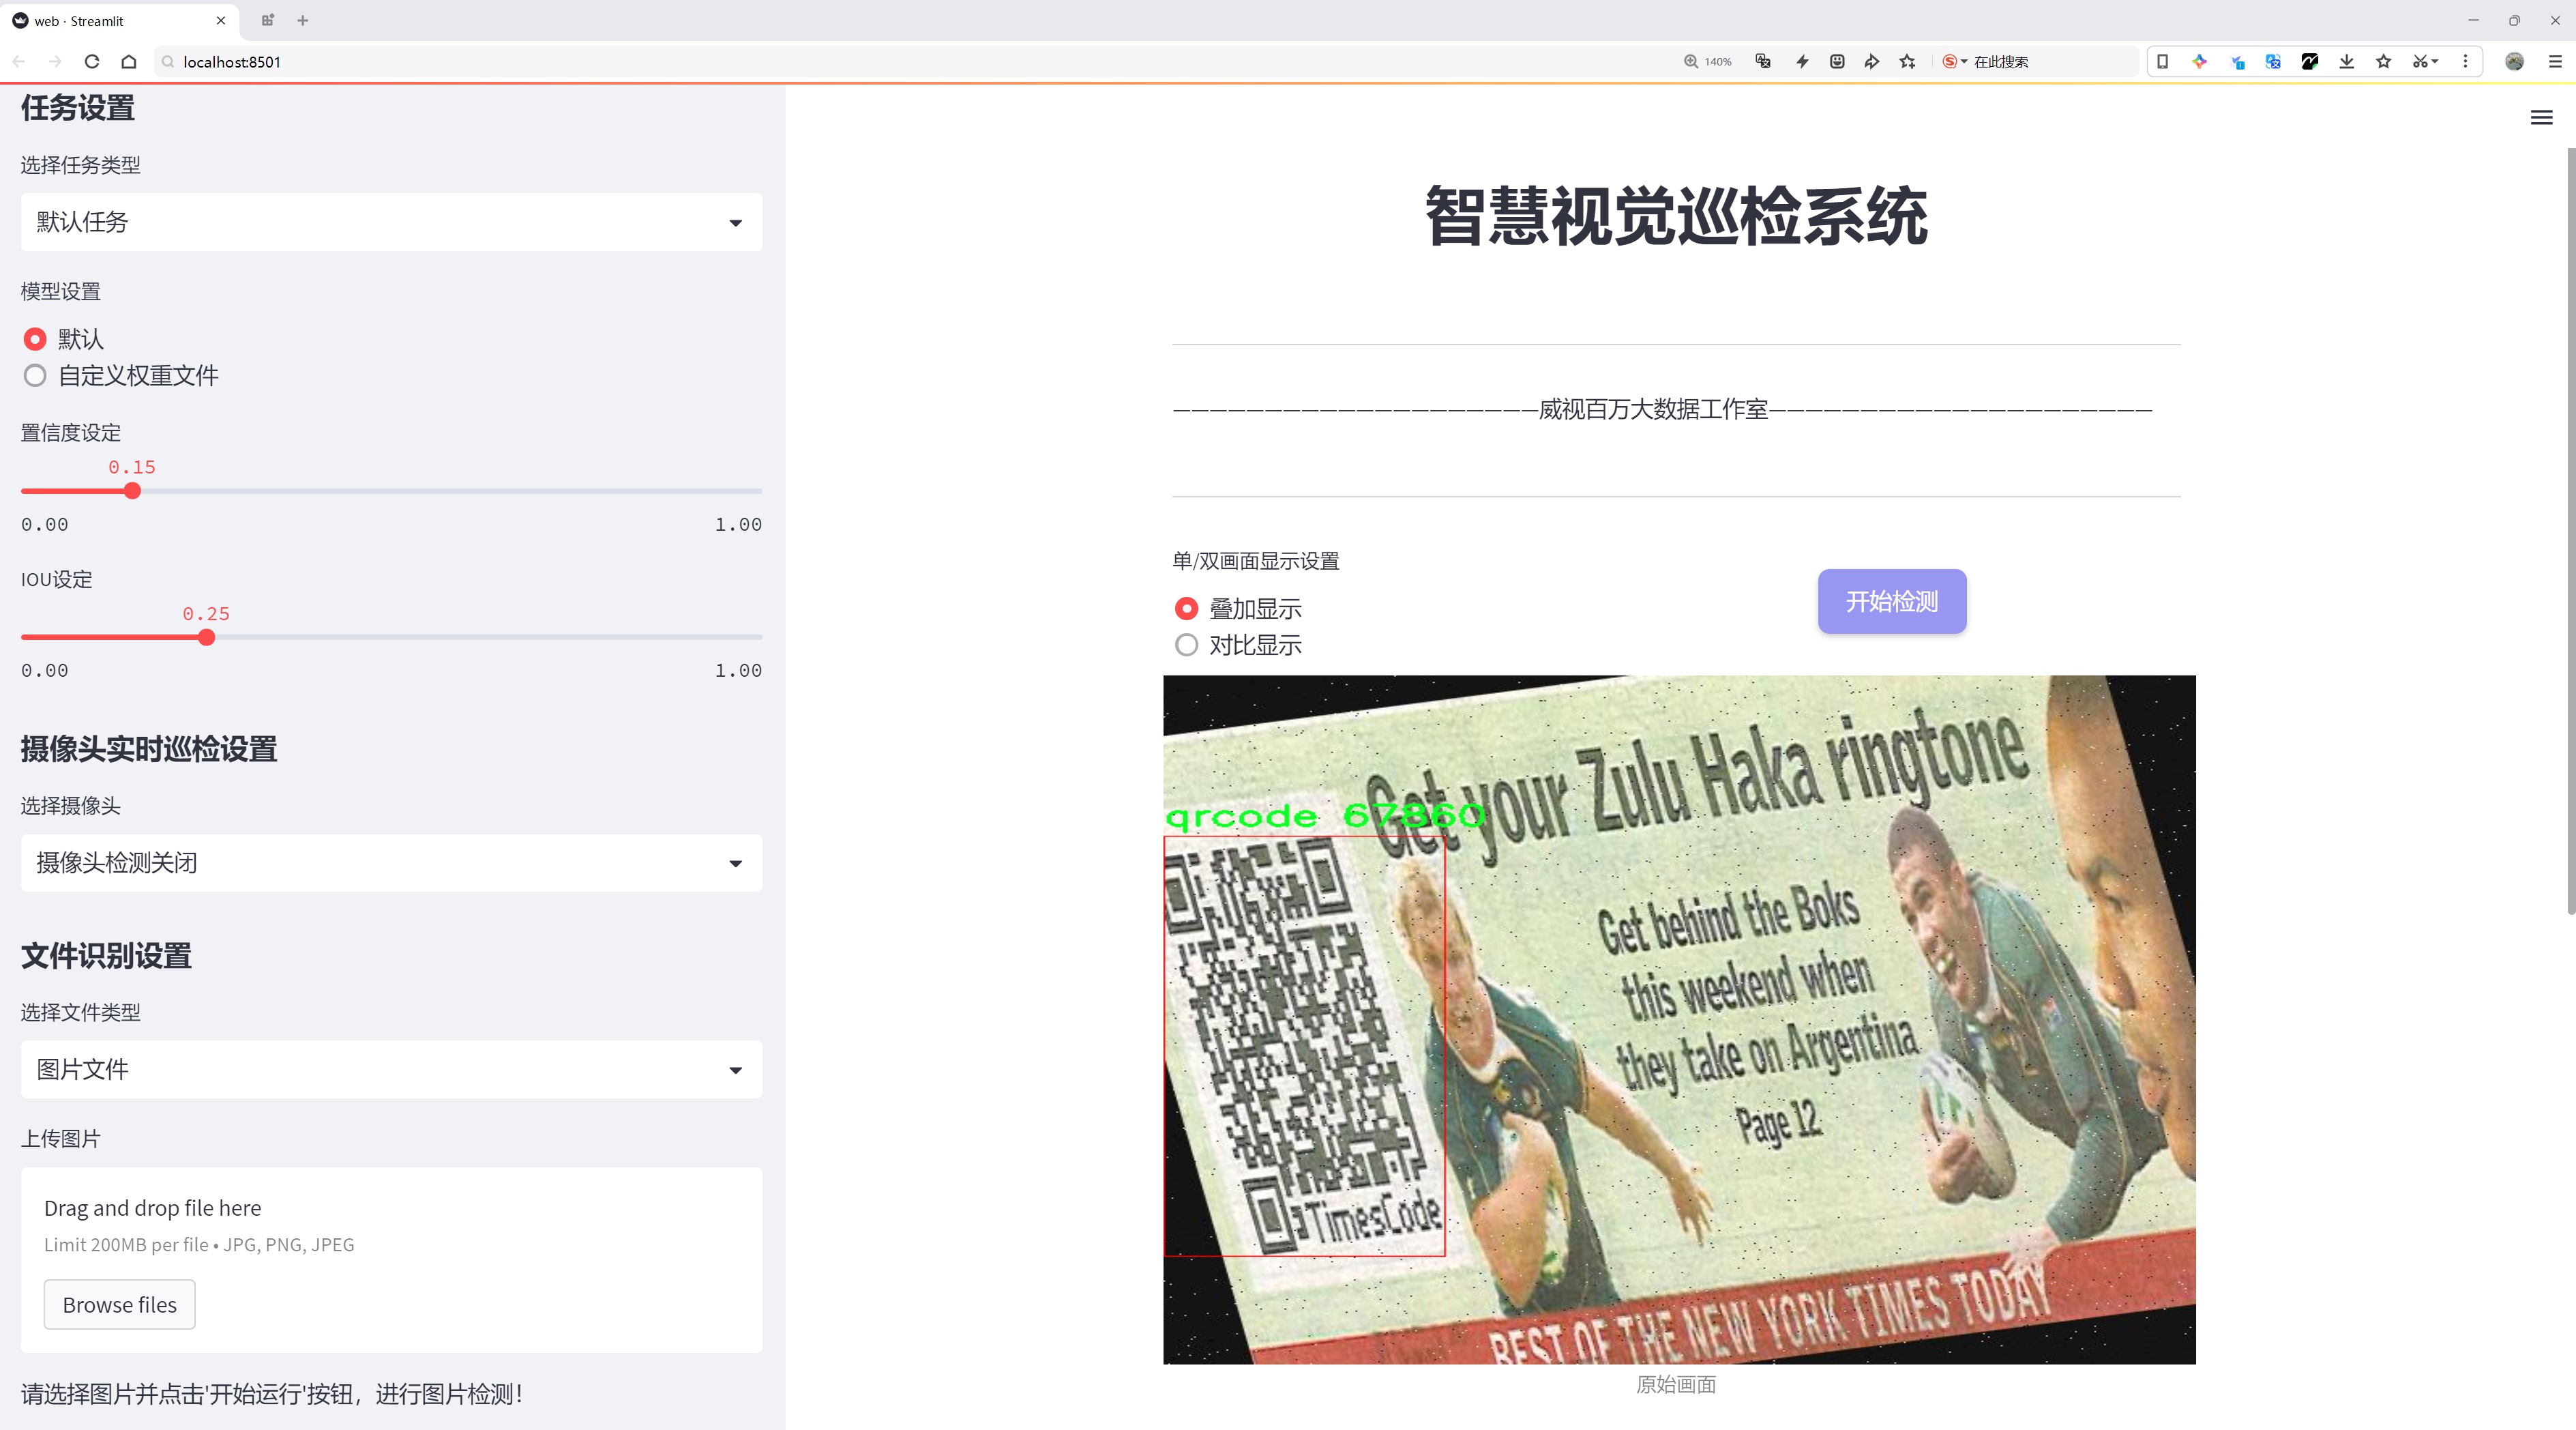 web · Streamlit
localhost:8501
140%
在此搜索
任务设置
选择任务类型
默认任务
模型设置
默认
自定义权重文件
置信度设定
0.15
0.00
1.00
IOU设定
0.25
0.00
1.00
摄像头实时巡检设置
选择摄像头
摄像头检测关闭
文件识别设置
选择文件类型
图片文件
上传图片
Drag and drop file here
Limit 200MB per file • JPG, PNG, JPEG
Browse files
请选择图片并点击'开始运行'按钮，进行图片检测！
智慧视觉巡检系统
————————————————————威视百万大数据工作室—————————————————————
单/双画面显示设置
叠加显示
对比显示
开始检测
Get your Zulu Haka ringtone
qrcode 67860
Get behind the Boks
this weekend when
they take on Argentina
Page 12
TimesCode
BEST OF THE NEW YORK TIMES TODAY
原始画面